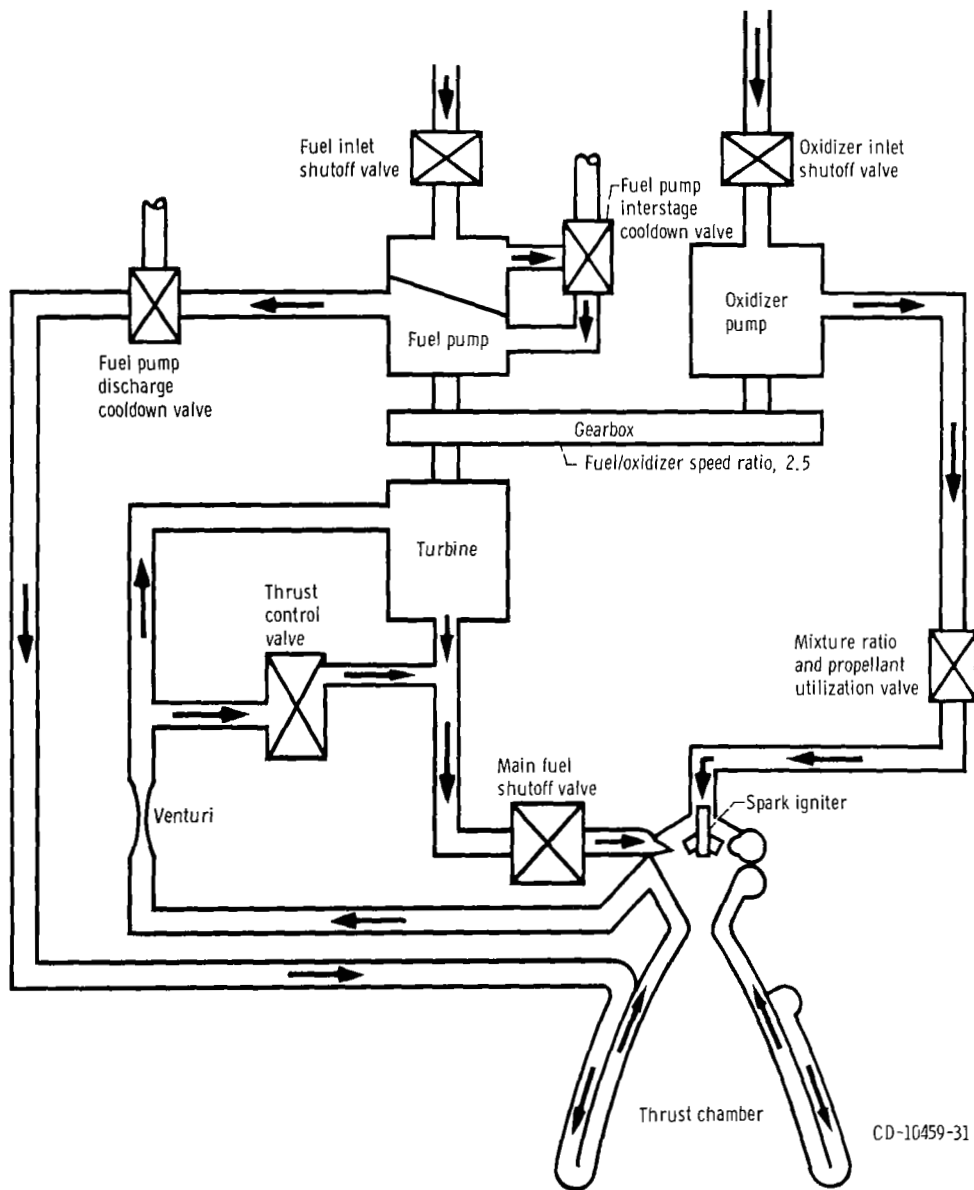 Fuel inlet
shutoff valve
Oxidizer inlet
shutoff valve
Fuel pump
interstage
cooldown valve
Fuel pump
discharge
cooldown valve
Fuel pump
Oxidizer
pump
Gearbox
Fuel/oxidizer speed ratio, 2.5
Turbine
Thrust
control
valve
Mixture ratio
and propellant
utilization valve
Main fuel
shutoff valve
Spark igniter
Venturi
Thrust chamber
CD-10459-31